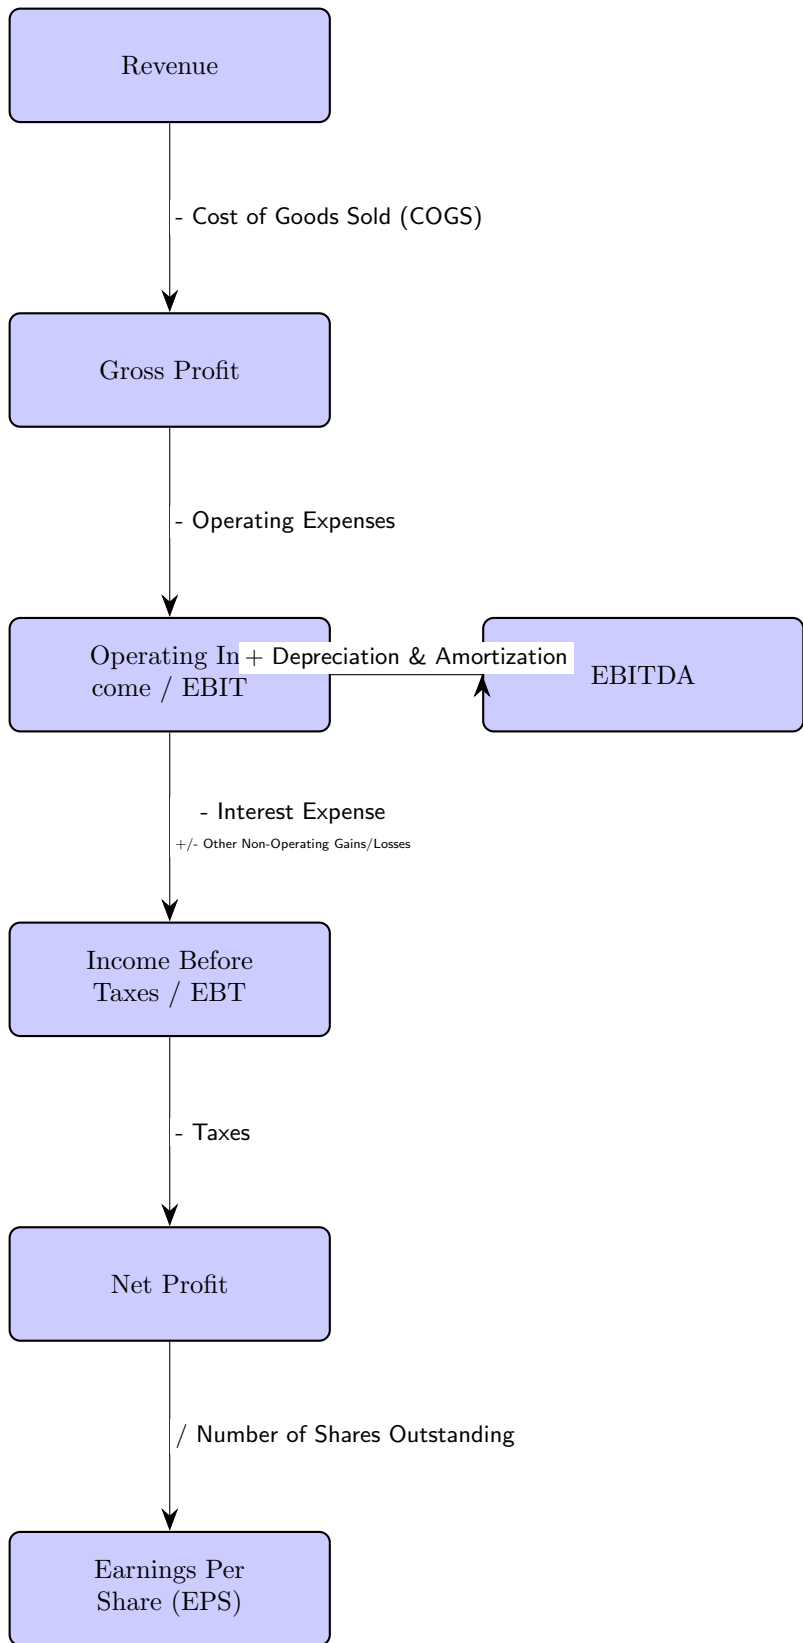 Revenue
- Cost of Goods Sold (COGS)
Gross Profit
- Operating Expenses
Operating In
+ Depreciation & Amortization
come / EBIT
EBITDA
- Interest Expense
+/- Other Non-Operating Gains/Losses
Income Before
Taxes / EBT
- Taxes
Net Profit
/ Number of Shares Outstanding
Earnings Per
Share (EPS)